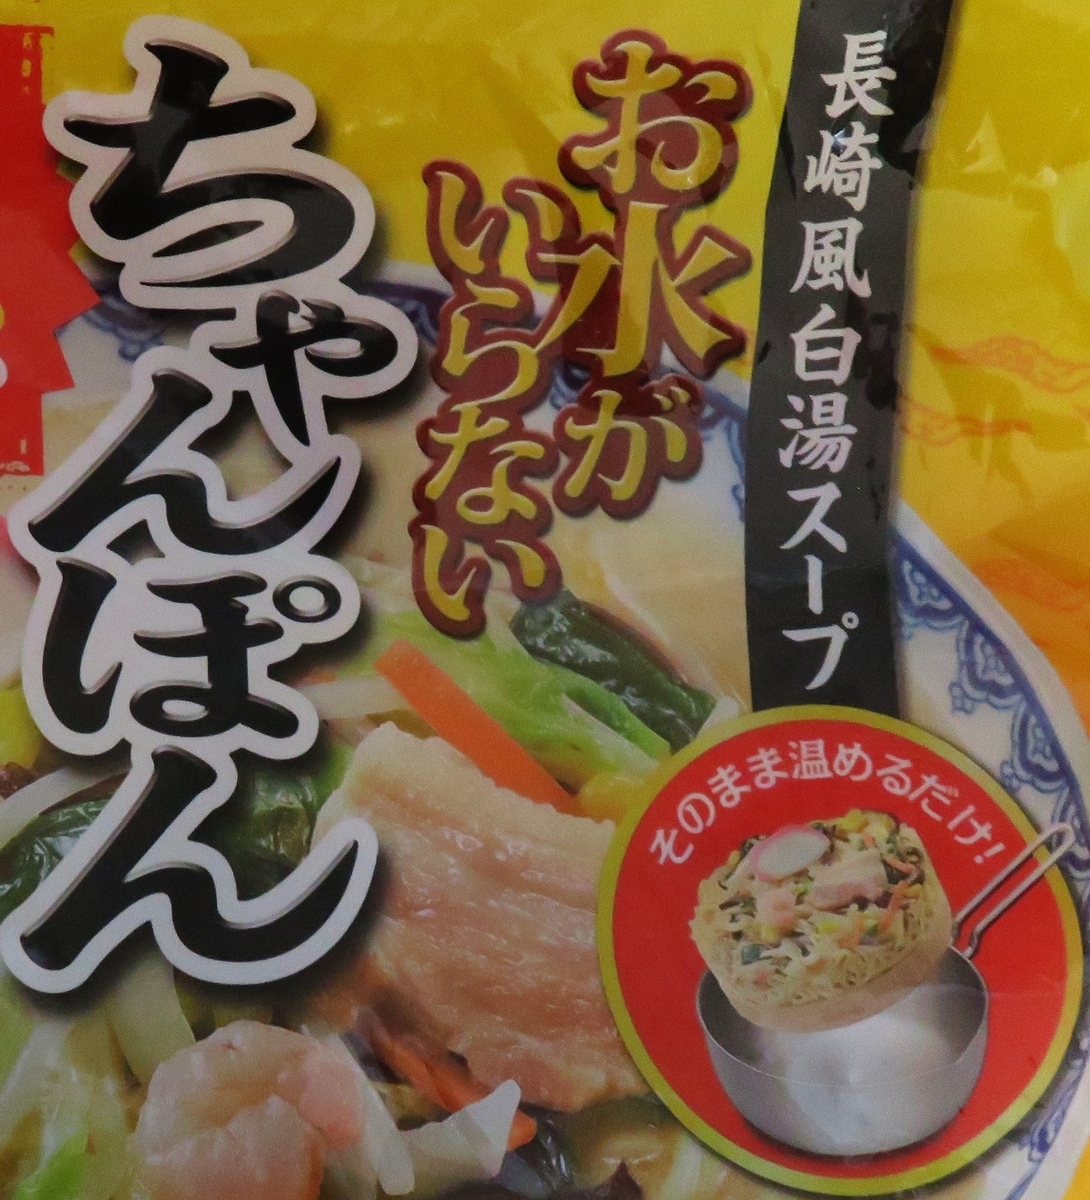 長崎風白湯スープ
お水が
いらない
ちゃんぽん
そのまま温めるだけ!